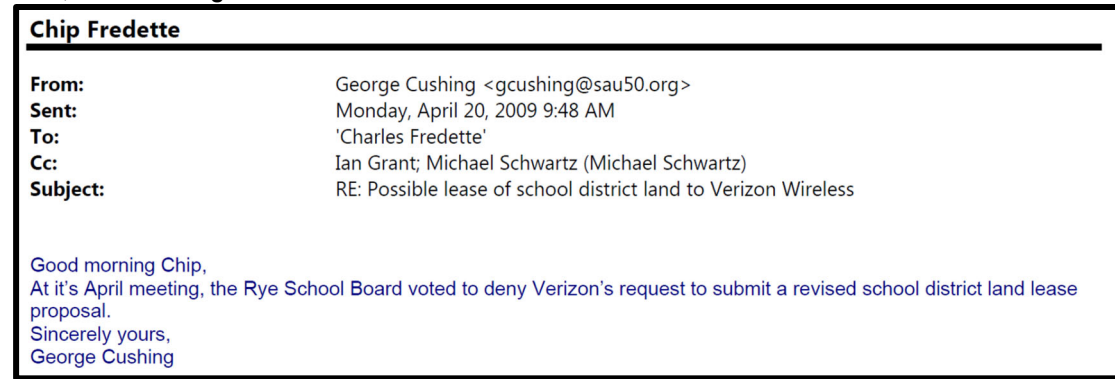 Chip Fredette
From: George Cushing <gcushing@sau50.org>
Sent: Monday, April 20, 2009 9:48 AM
To: 'Charles Fredette'
Cc: Ian Grant; Michael Schwartz (Michael Schwartz)
Subject: RE: Possible lease of school district land to Verizon Wireless
Good morning Chip,
At it's April meeting, the Rye School Board voted to deny Verizon's request to submit a revised school district land lease
proposal.
Sincerely yours,
George Cushing